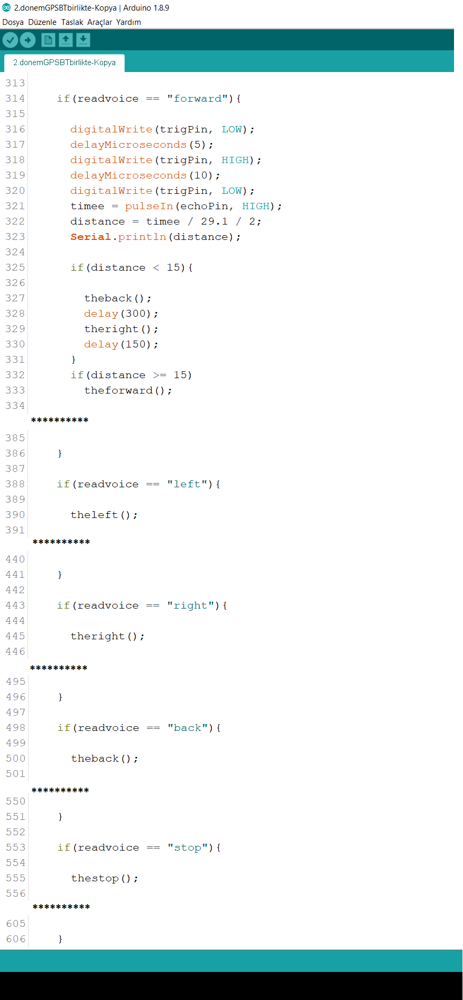 2.donemGPSBTbirlikte-Kopya | Arduino 1.8.9
Dosya Düzenle Taslak Araçlar Yardım
2.donemGPSBTbirlikte-Kopya
313
314 if(readvoice == "forward"){
315
316 digitalWrite(trigPin, LOW);
317 delayMicroseconds(5);
318 digitalWrite(trigPin, HIGH);
319 delayMicroseconds(10);
320 digitalWrite(trigPin, LOW);
321 timee = pulseIn(echoPin, HIGH);
322 distance = timee / 29.1 / 2;
323 Serial.println(distance);
324
325 if(distance < 15){
326
327 theback();
328 delay(300);
329 theright();
330 delay(150);
331 }
332 if(distance >= 15)
333 theforward();
334
**********
385
386 }
387
388 if(readvoice == "left"){
389
390 theleft();
391
**********
440
441 }
442
443 if(readvoice == "right"){
444
445 theright();
446
**********
495
496 }
497
498 if(readvoice == "back"){
499
500 theback();
501
**********
550
551 }
552
553 if(readvoice == "stop"){
554
555 thestop();
556
**********
605
606 }